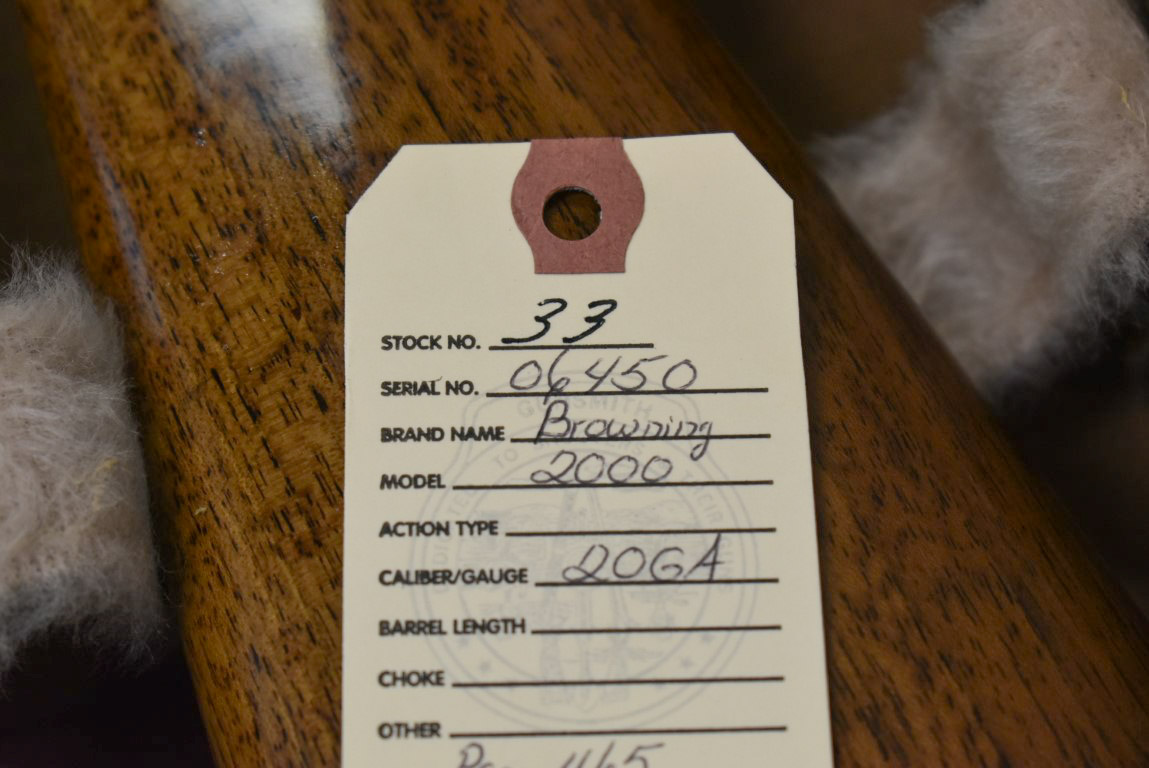 STOCK NO. 33
SERIAL NO. 06450
BRAND NAME Browning
MODEL 2000
ACTION TYPE
CALIBER/GAUGE 20GA
BARREL LENGTH
CHOKE
OTHER
465